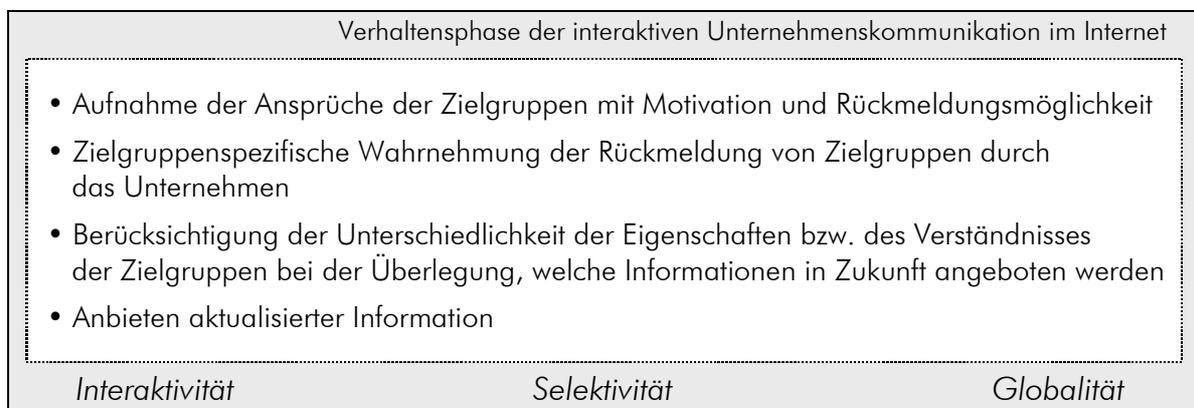 Verhaltensphase der interaktiven Unternehmenskommunikation im Internet
• Aufnahme der Ansprüche der Zielgruppen mit Motivation und Rückmeldungsmöglichkeit
• Zielgruppenspezifische Wahrnehmung der Rückmeldung von Zielgruppen durch
das Unternehmen
• Berücksichtigung der Unterschiedlichkeit der Eigenschaften bzw. des Verständnisses
der Zielgruppen bei der Überlegung, welche Informationen in Zukunft angeboten werden
• Anbieten aktualisierter Information
Interaktivität Selektivität Globalität